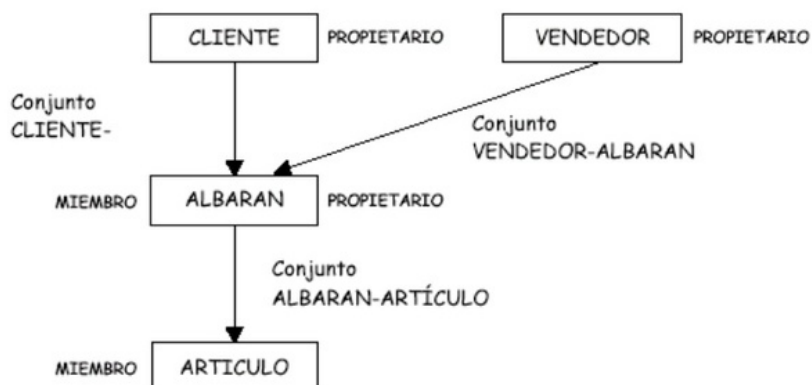 CLIENTE PROPIETARIO VENDEDOR PROPIETARIO
Conjunto
CLIENTE-
Conjunto
VENDEDOR-ALBARAN
MIEMBRO ALBARAN PROPIETARIO
Conjunto
ALBARAN-ARTÍCULO
MIEMBRO ARTICULO